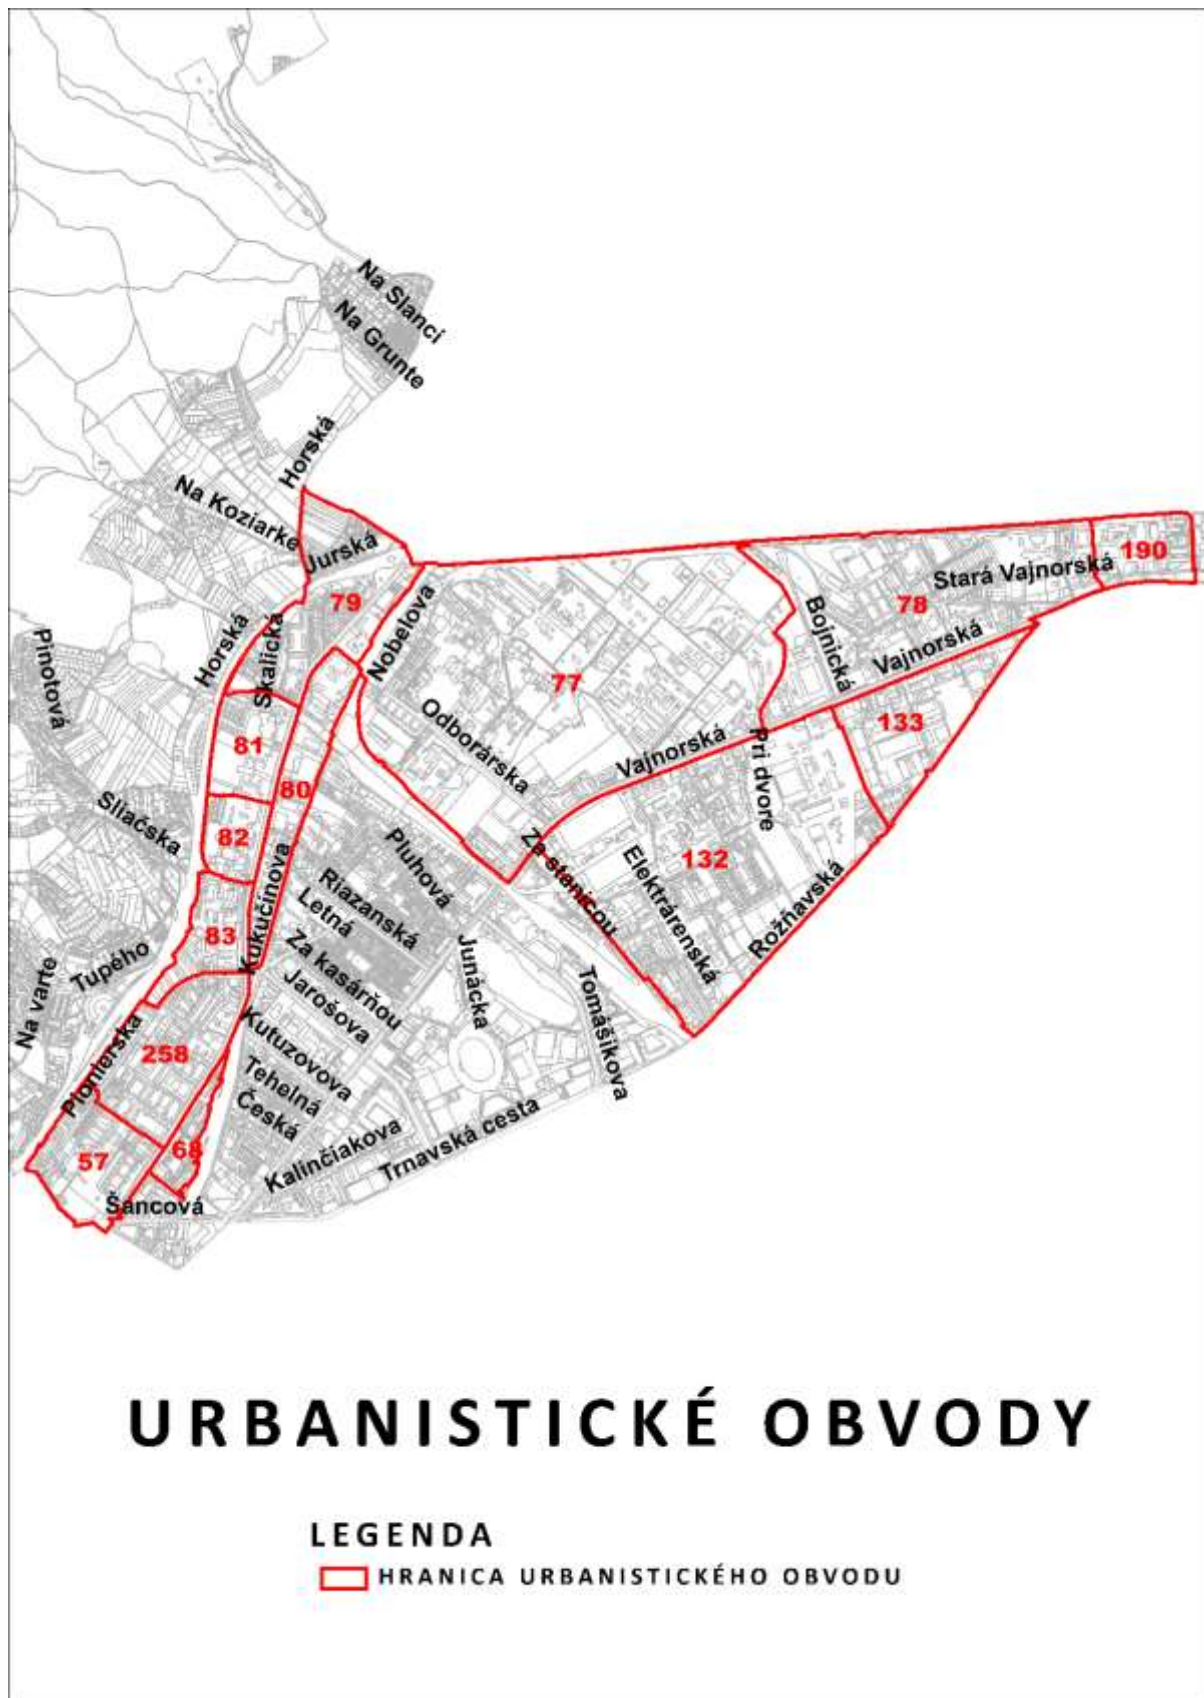 Na Slanci
Na Grunte
Horská
Na Koziarke
Jurská
79
190
Stará Vajnorská
78
Bojnická
Vajnorská
Nobelova
Horská
Skalická
Pinotová
77
Odborárska
133
81
Vajnorská
Pri dvore
80
Sliačska
82
Pluhová
Za stanicou
132
Elektrárenská
Riazanská
Letná
Kukučínova
83
Rožňavská
Za kasárňou
Tupého
Junácka
Jarošova
Tomášikova
Na varte
Kutuzovova
Pionierska
258
Tehelná
Česká
68
57
Kalinčiakova
Trnavská cesta
Šancová
URBANISTICKÉ OBVODY
LEGENDA
HRANICA URBANISTICKÉHO OBVODU